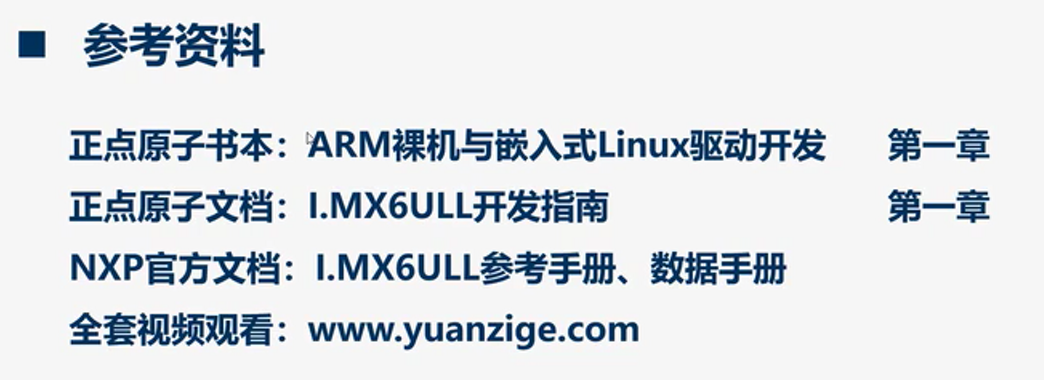 ■ 参考资料
正点原子书本：ARM裸机与嵌入式Linux驱动开发 第一章
正点原子文档：I.MX6ULL开发指南 第一章
NXP官方文档：I.MX6ULL参考手册、数据手册
全套视频观看：www.yuanzige.com